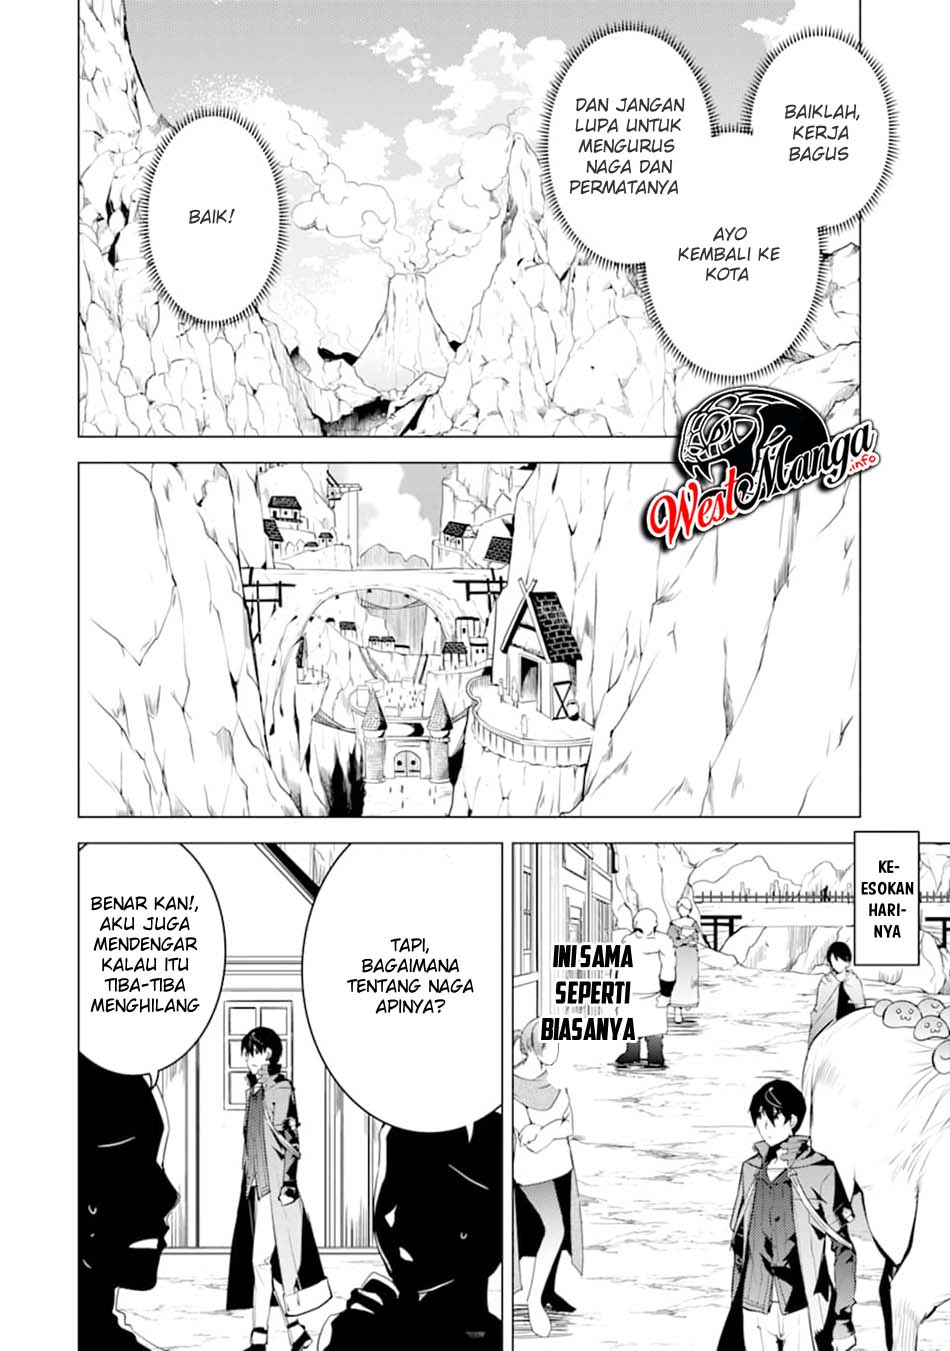 BAIKLAH,
KERJA
BAGUS
DAN JANGAN
LUPA UNTUK
MENGURUS
NAGA DAN
PERMATANYA
AYO
KEMBALI KE
KOTA
BAIK!
WestManga
.info
KE-
ESOKAN
HARI-
NYA
INI SAMA
SEPERTI
BIASANYA
TAPI,
BAGAIMANA
TENTANG NAGA
APINYA?
BENAR KAN!,
AKU JUGA
MENDENGAR
KALAU ITU
TIBA-TIBA
MENGHILANG